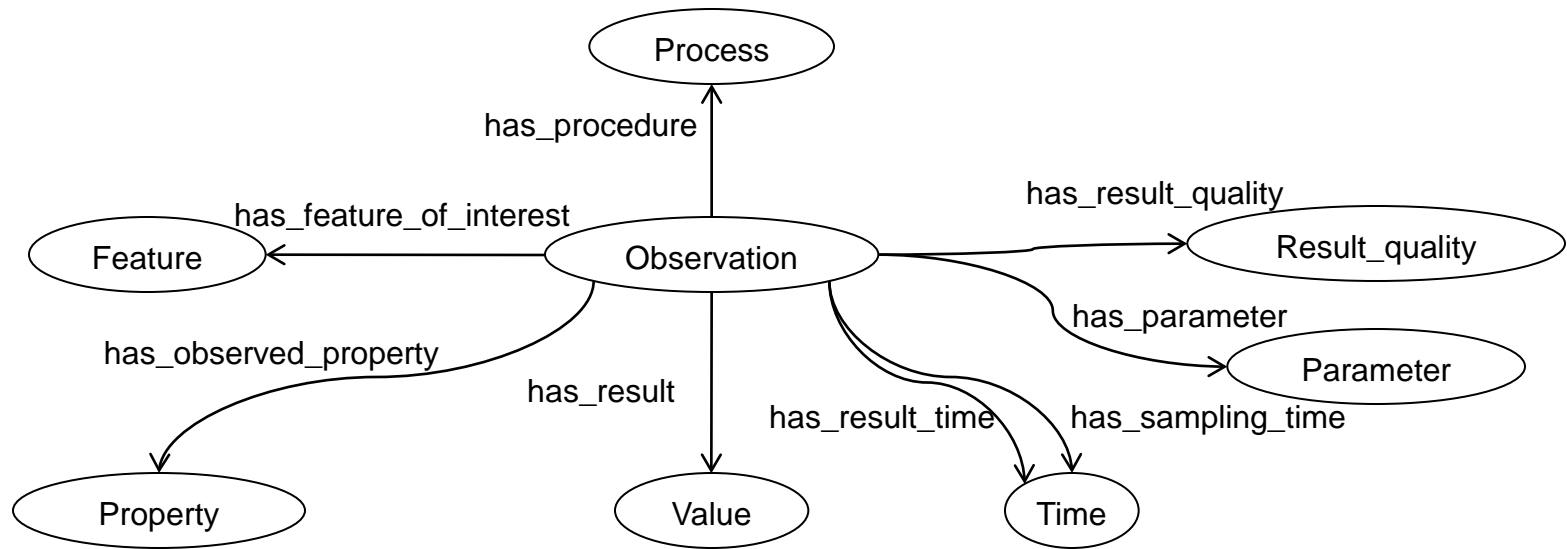 Process
has_procedure
has_result_quality
has_feature_of_interest
Feature
Observation
Result_quality
has_parameter
has_observed_property
Parameter
has_result
has_result_time
has_sampling_time
Property
Value
Time